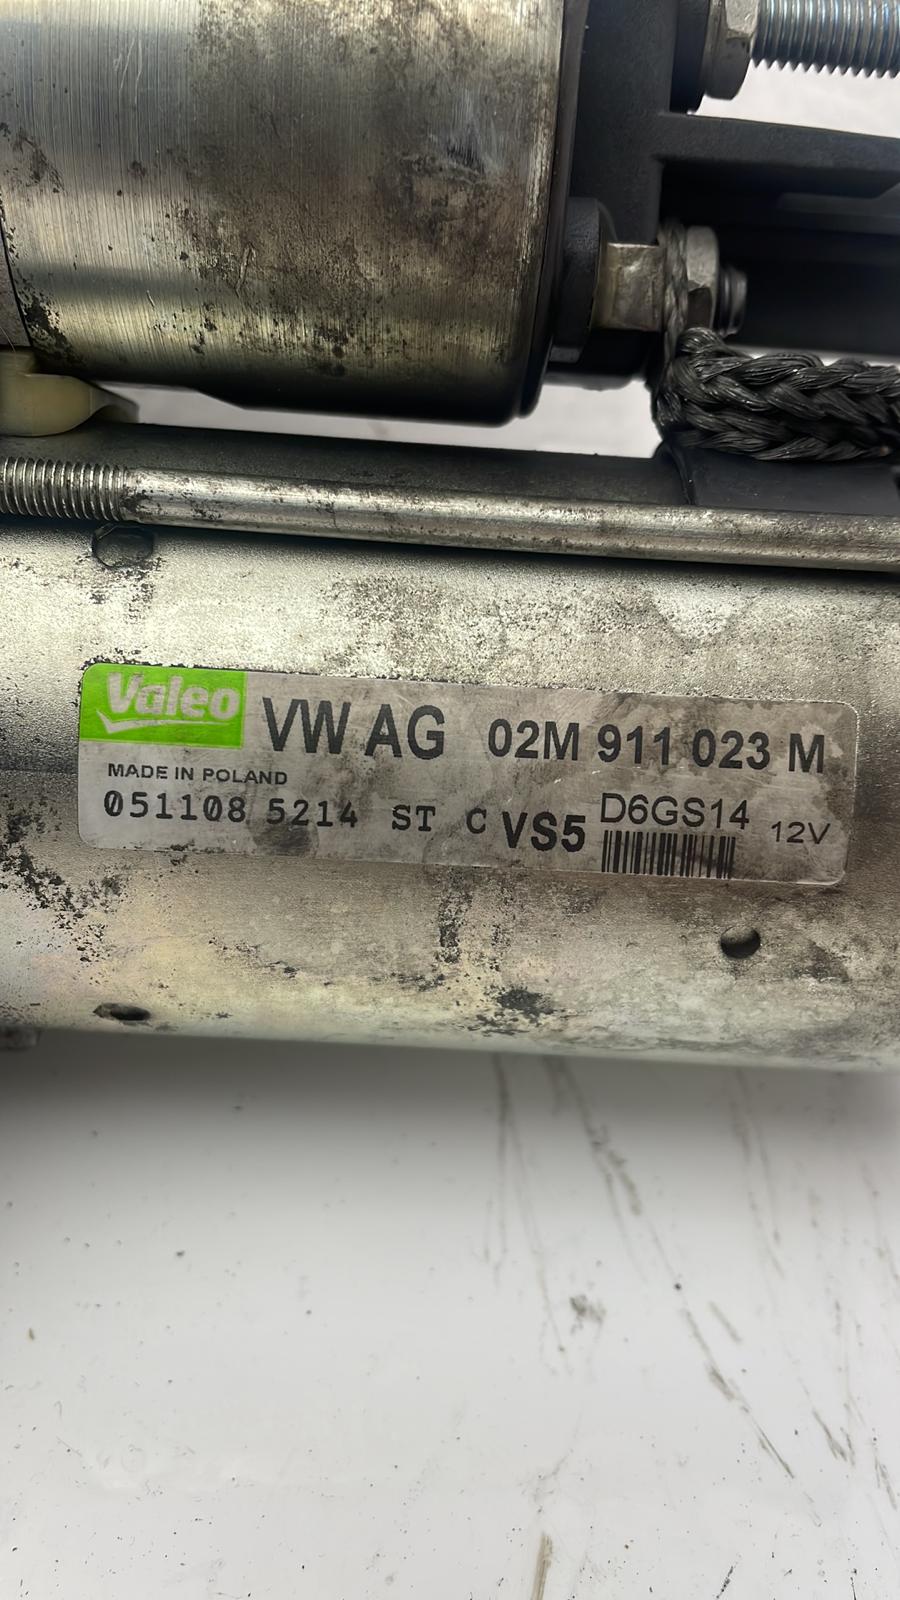 Valeo
VW AG 02M 911 023 M
MADE IN POLAND
051108 5214 ST C VS5 D6GS14 12V